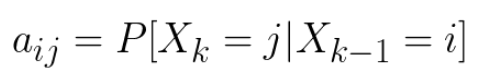 a_{ij} = P[X_k = j|X_{k-1} = i]